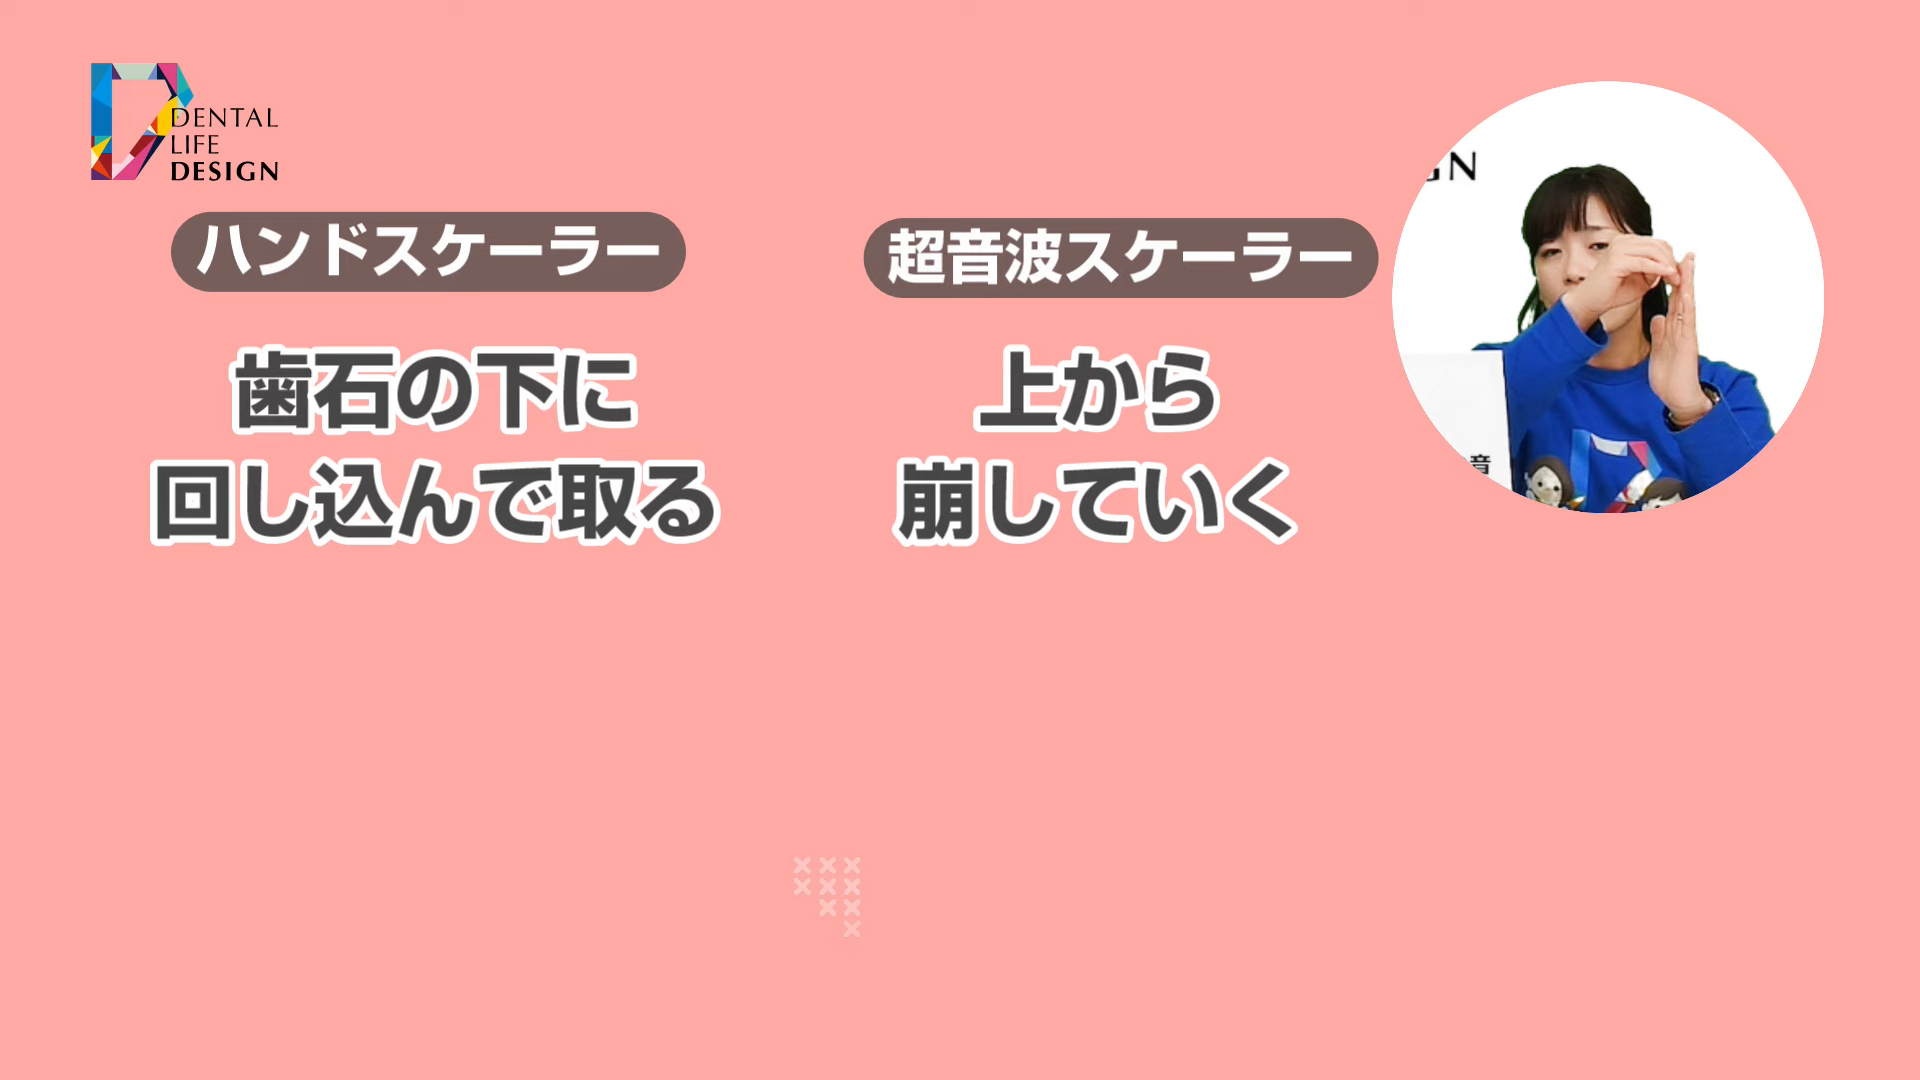 DENTAL
LIFE
DESIGN
ハンドスケーラー
歯石の下に
回し込んで取る
超音波スケーラー
上から
崩していく
GN
音